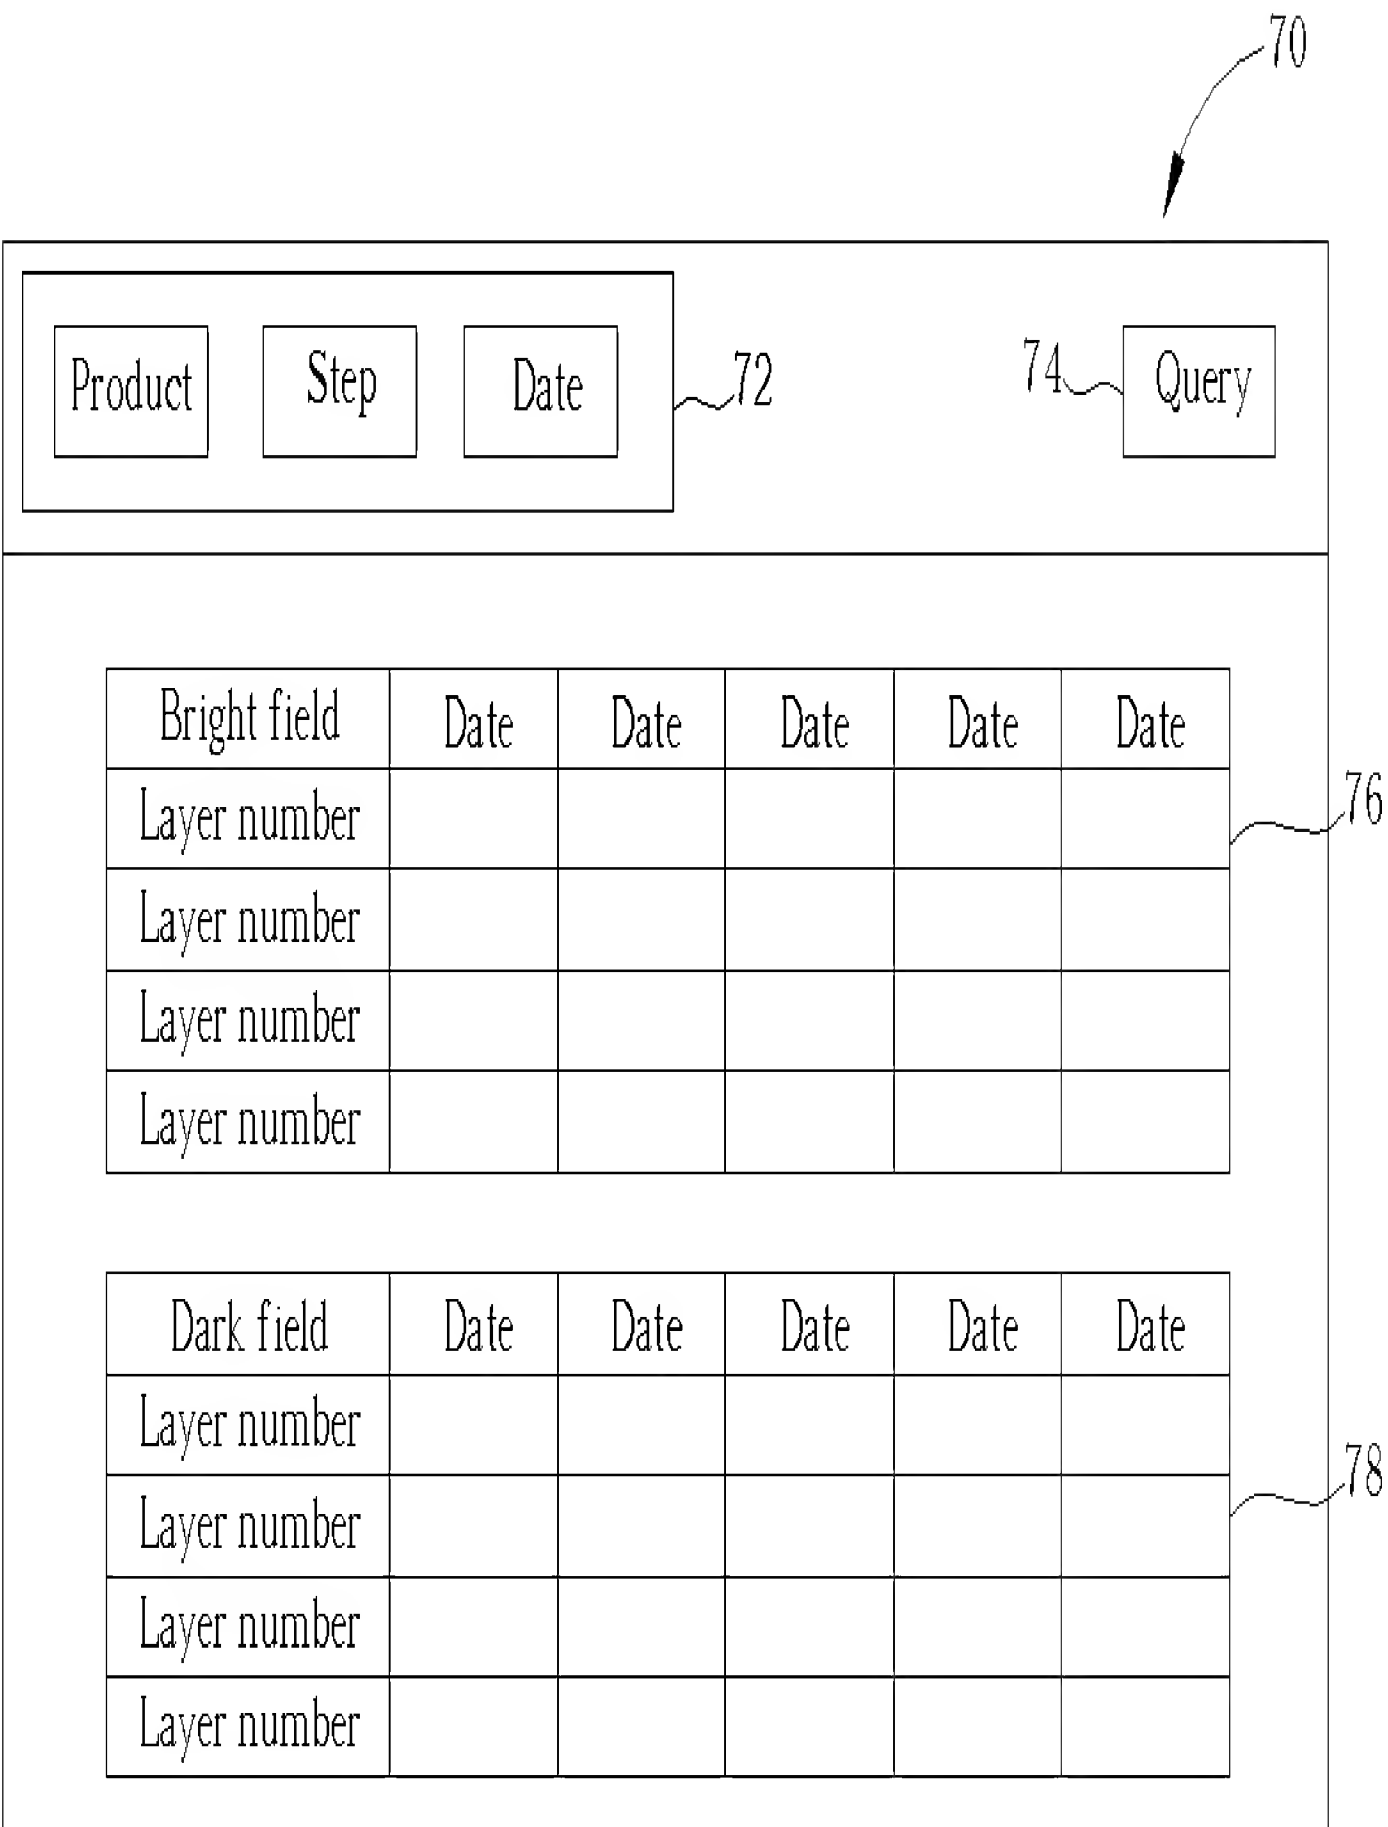 70
Product Step Date 72 74 Query
Bright field Date Date Date Date Date
Layer number 76
Layer number
Layer number
Layer number
Dark field Date Date Date Date Date
Layer number
Layer number 78
Layer number
Layer number